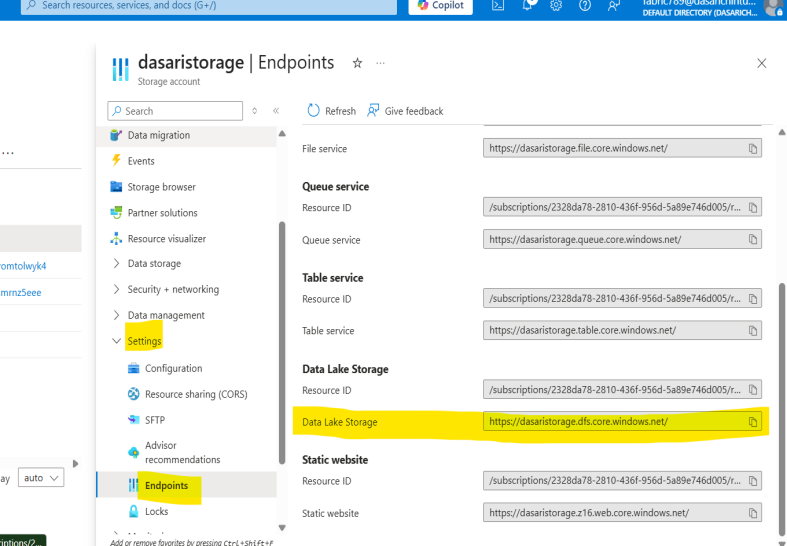 Search resources, services, and docs (G+/)
Copilot
DEFAULT DIRECTORY (DASARICH...
dasaristorage | Endpoints
Storage account
Search
Refresh
Give feedback
Data migration
Events
Storage browser
Partner solutions
Resource visualizer
Data storage
Security + networking
Data management
Settings
Configuration
Resource sharing (CORS)
SFTP
Advisor
recommendations
Endpoints
Locks
Add or remove favorites by pressing Ctrl+Shift+F
File service
https://dasaristorage.file.core.windows.net/
Queue service
Resource ID
/subscriptions/2328da78-2810-436f-956d-5a89e746d005/r...
Queue service
https://dasaristorage.queue.core.windows.net/
Table service
Resource ID
/subscriptions/2328da78-2810-436f-956d-5a89e746d005/r...
Table service
https://dasaristorage.table.core.windows.net/
Data Lake Storage
Resource ID
/subscriptions/2328da78-2810-436f-956d-5a89e746d005/r...
Data Lake Storage
https://dasaristorage.dfs.core.windows.net/
Static website
Resource ID
/subscriptions/2328da78-2810-436f-956d-5a89e746d005/r...
Static website
https://dasaristorage.z16.web.core.windows.net/
...
omtolwyk4
mrnz5eee
ay
auto